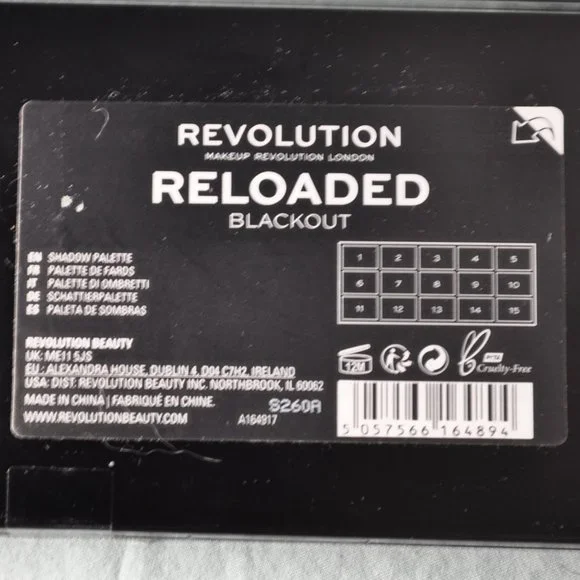 REVOLUTION
MAKEUP REVOLUTION LONDON
RELOADED
BLACKOUT
EN SHADOW PALETTE
FR PALETTE DE FARDS
IT PALETTE DI OMBRETTI
DE SCHATTIERPALETTE
ES PALETA DE SOMBRAS
1 2 3 4 5
6 7 8 9 10
11 12 13 14 15
REVOLUTION BEAUTY
UK: ME11 5JS
EU: ALEXANDRA HOUSE, DUBLIN 4, D04 C7H2, IRELAND
USA: DIST. REVOLUTION BEAUTY INC. NORTHBROOK, IL 60062
MADE IN CHINA | FABRIQUÉ EN CHINE.
S260A
WWW.REVOLUTIONBEAUTY.COM
A164917
12M
PETA
Cruelty-Free
5 057566 164894